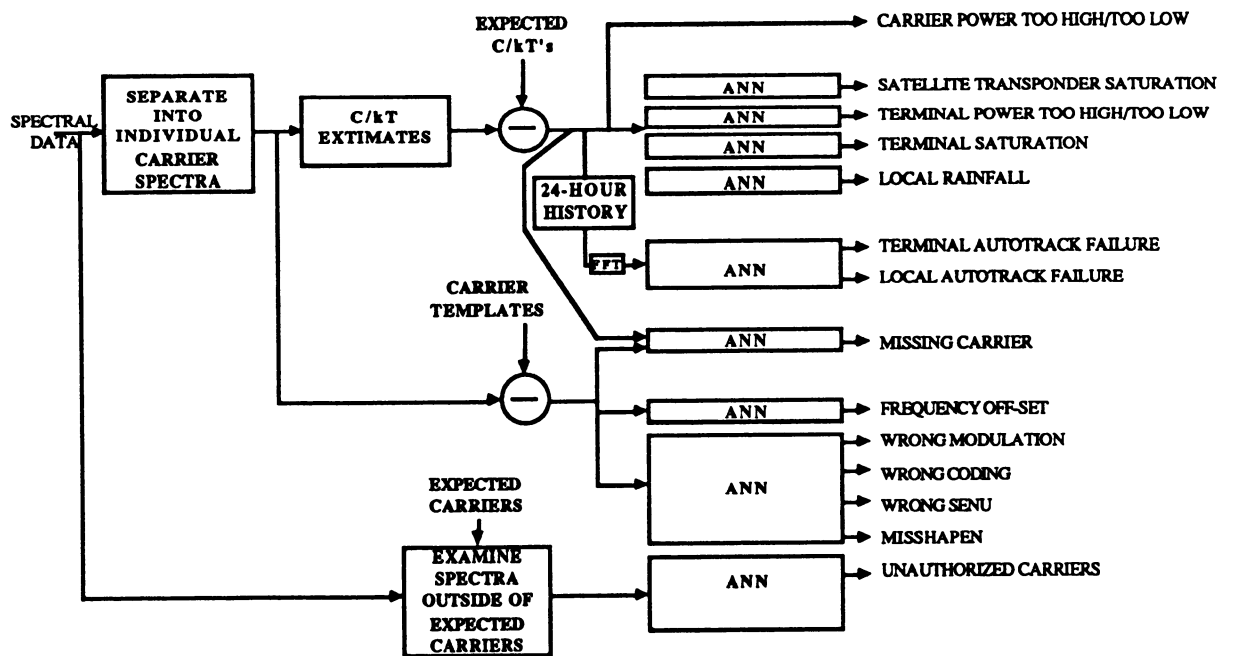 EXPECTED
C/kT's
CARRIER POWER TOO HIGH/TOO LOW
SPECTRAL
DATA
SEPARATE
INTO
INDIVIDUAL
CARRIER
SPECTRA
C/kT
EXTIMATES
ANN
SATELLITE TRANSPONDER SATURATION
ANN
TERMINAL POWER TOO HIGH/TOO LOW
ANN
TERMINAL SATURATION
ANN
LOCAL RAINFALL
24-HOUR
HISTORY
FFT
ANN
TERMINAL AUTOTRACK FAILURE
LOCAL AUTOTRACK FAILURE
CARRIER
TEMPLATES
ANN
MISSING CARRIER
ANN
FREQUENCY OFF-SET
ANN
WRONG MODULATION
WRONG CODING
WRONG SENU
MISSHAPEN
EXPECTED
CARRIERS
EXAMINE
SPECTRA
OUTSIDE OF
EXPECTED
CARRIERS
ANN
UNAUTHORIZED CARRIERS